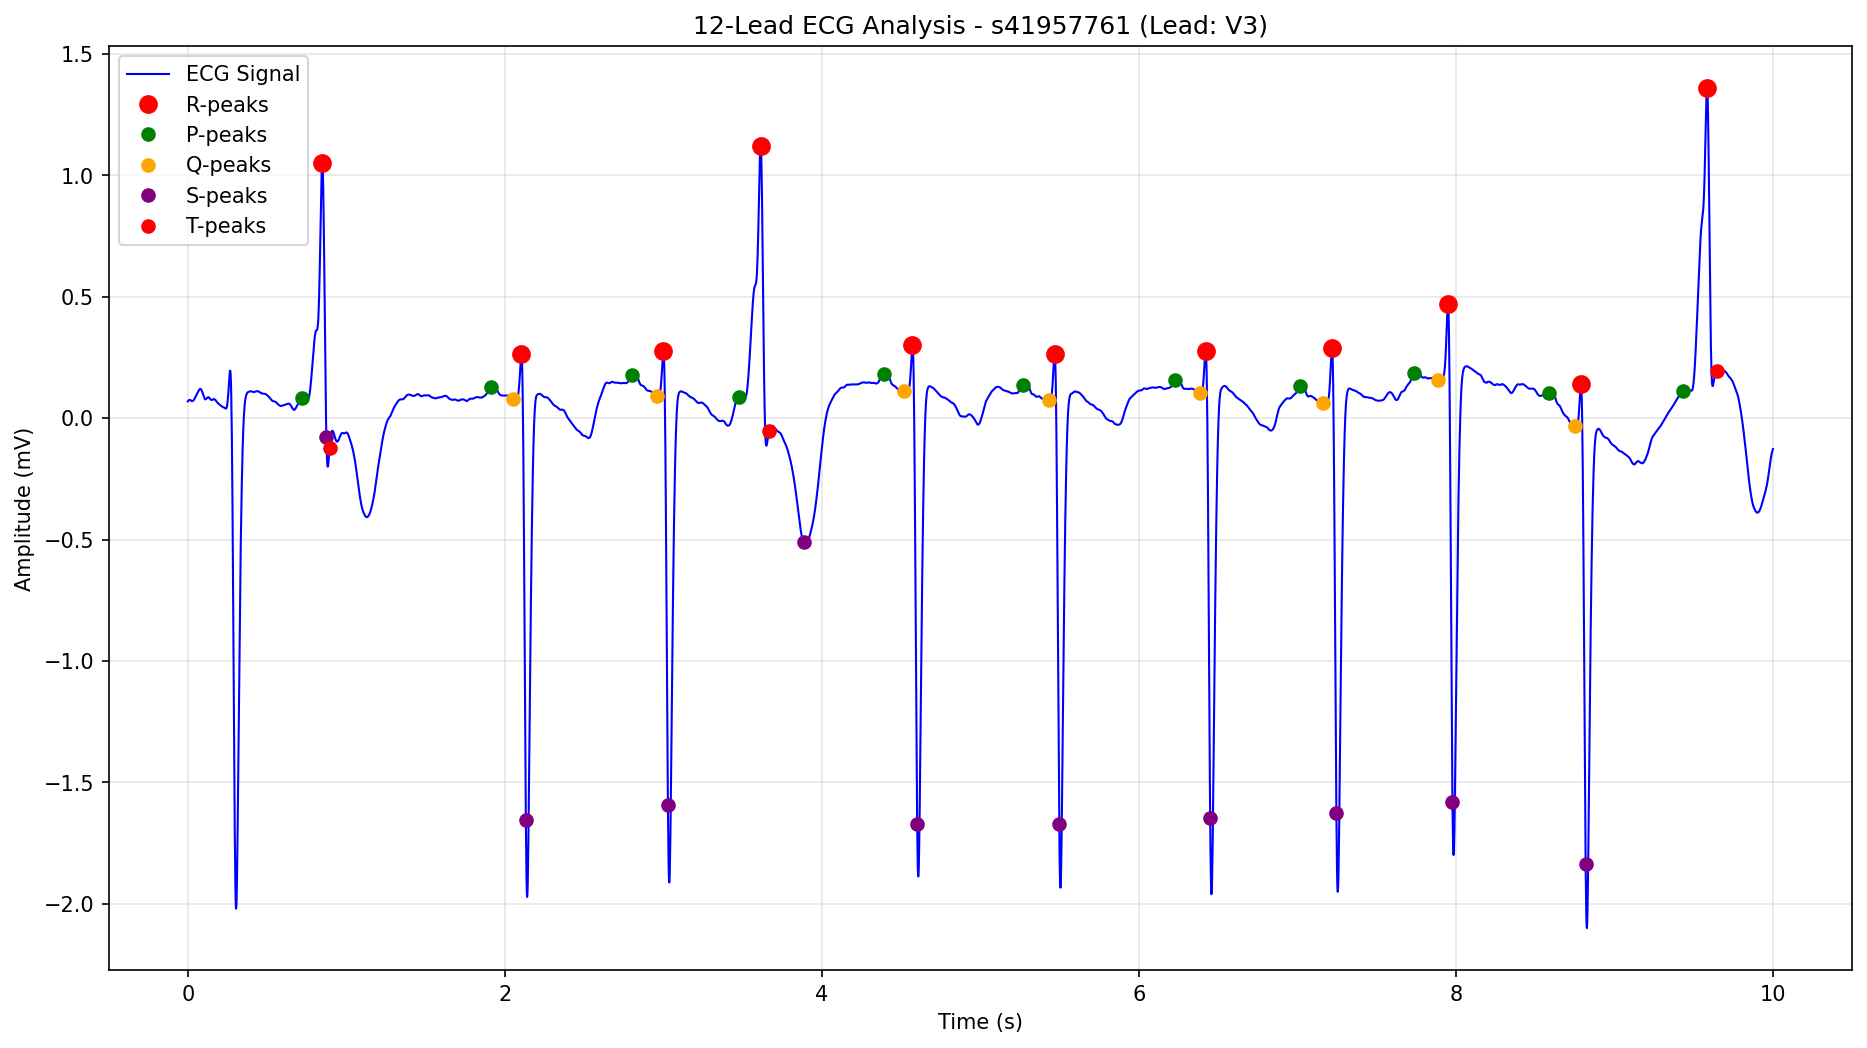 12-Lead ECG Analysis - s41957761 (Lead: V3)
ECG Signal
R-peaks
P-peaks
Q-peaks
S-peaks
T-peaks
Amplitude (mV)
1.5
1.0
0.5
0.0
−0.5
−1.0
−1.5
−2.0
0 2 4 6 8 10
Time (s)